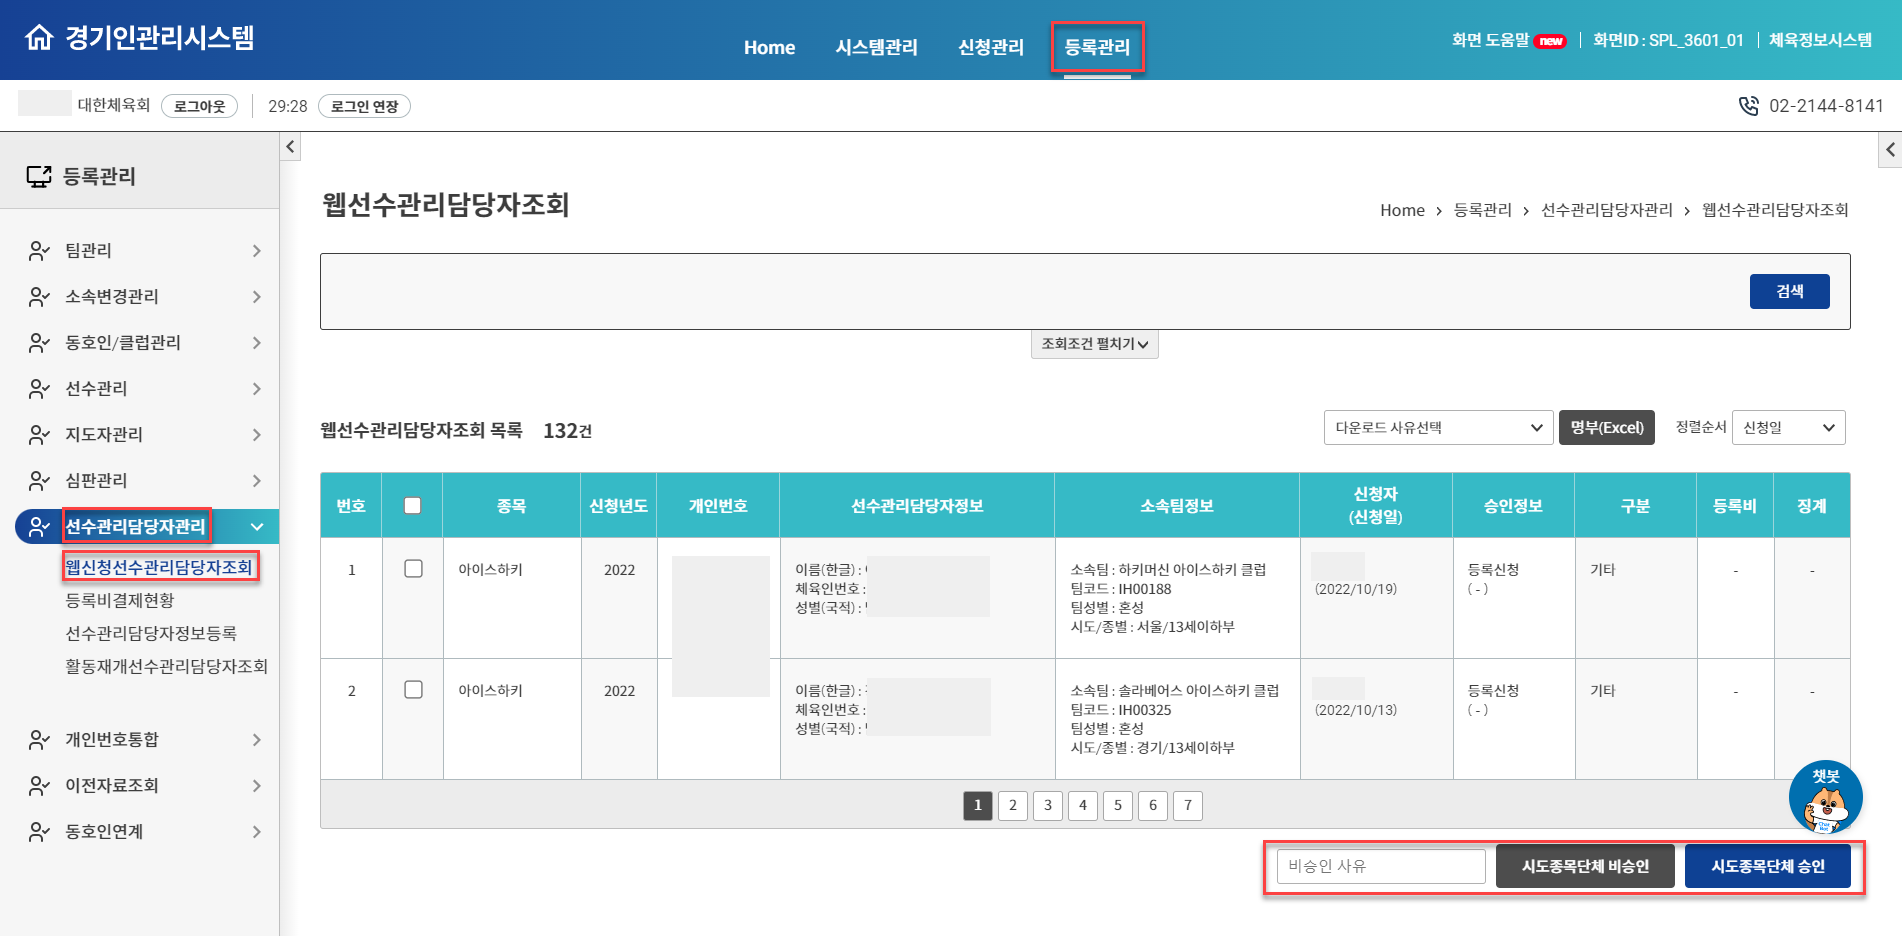 경기인관리시스템
Home 시스템관리 신청관리 등록관리
화면 도움말 new 화면ID : SPL_3601_01 체육정보시스템
대한체육회 로그아웃 29:28 로그인 연장
02-2144-8141
등록관리
팀관리
소속변경관리
동호인/클럽관리
선수관리
지도자관리
심판관리
선수관리담당자관리
웹신청선수관리담당자조회
등록비결제현황
선수관리담당자정보등록
활동재개선수관리담당자조회
개인번호통합
이전자료조회
동호인연계
웹선수관리담당자조회
Home > 등록관리 > 선수관리담당자관리 > 웹선수관리담당자조회
검색
조회조건 펼치기
웹선수관리담당자조회 목록 132건
다운로드 사유선택 명부(Excel) 정렬순서 신청일
번호 종목 신청년도 개인번호 선수관리담당자정보 소속팀정보 신청자 (신청일) 승인정보 구분 등록비 징계
1 아이스하키 2022
이름(한글) :
체육인번호 :
성별(국적) :
소속팀 : 하키머신 아이스하키 클럽
팀코드 : IH00188
팀성별 : 혼성
시도/종별 : 서울/13세이하부
(2022/10/19)
등록신청
( - )
기타 - -
2 아이스하키 2022
이름(한글) :
체육인번호 :
성별(국적) :
소속팀 : 솔라베어스 아이스하키 클럽
팀코드 : IH00325
팀성별 : 혼성
시도/종별 : 경기/13세이하부
(2022/10/13)
등록신청
( - )
기타 - -
1 2 3 4 5 6 7
챗봇
비승인 사유 시도종목단체 비승인 시도종목단체 승인